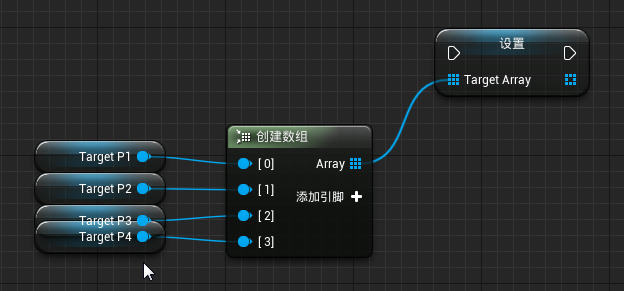 设置
Target Array
创建数组
Target P1
[0]
Array
Target P2
[1]
添加引脚
Target P3
[2]
Target P4
[3]